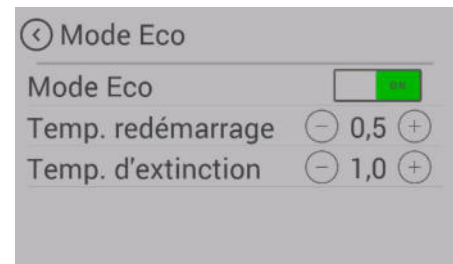 Mode Eco
Mode Eco ON
Temp. redémarrage 0,5
Temp. d'extinction 1,0